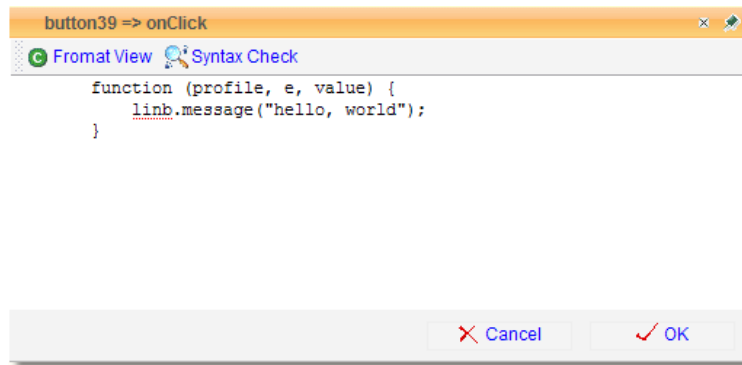 button39 => onClick
Fromat View Syntax Check
function (profile, e, value) {
linb.message("hello, world");
}
Cancel OK